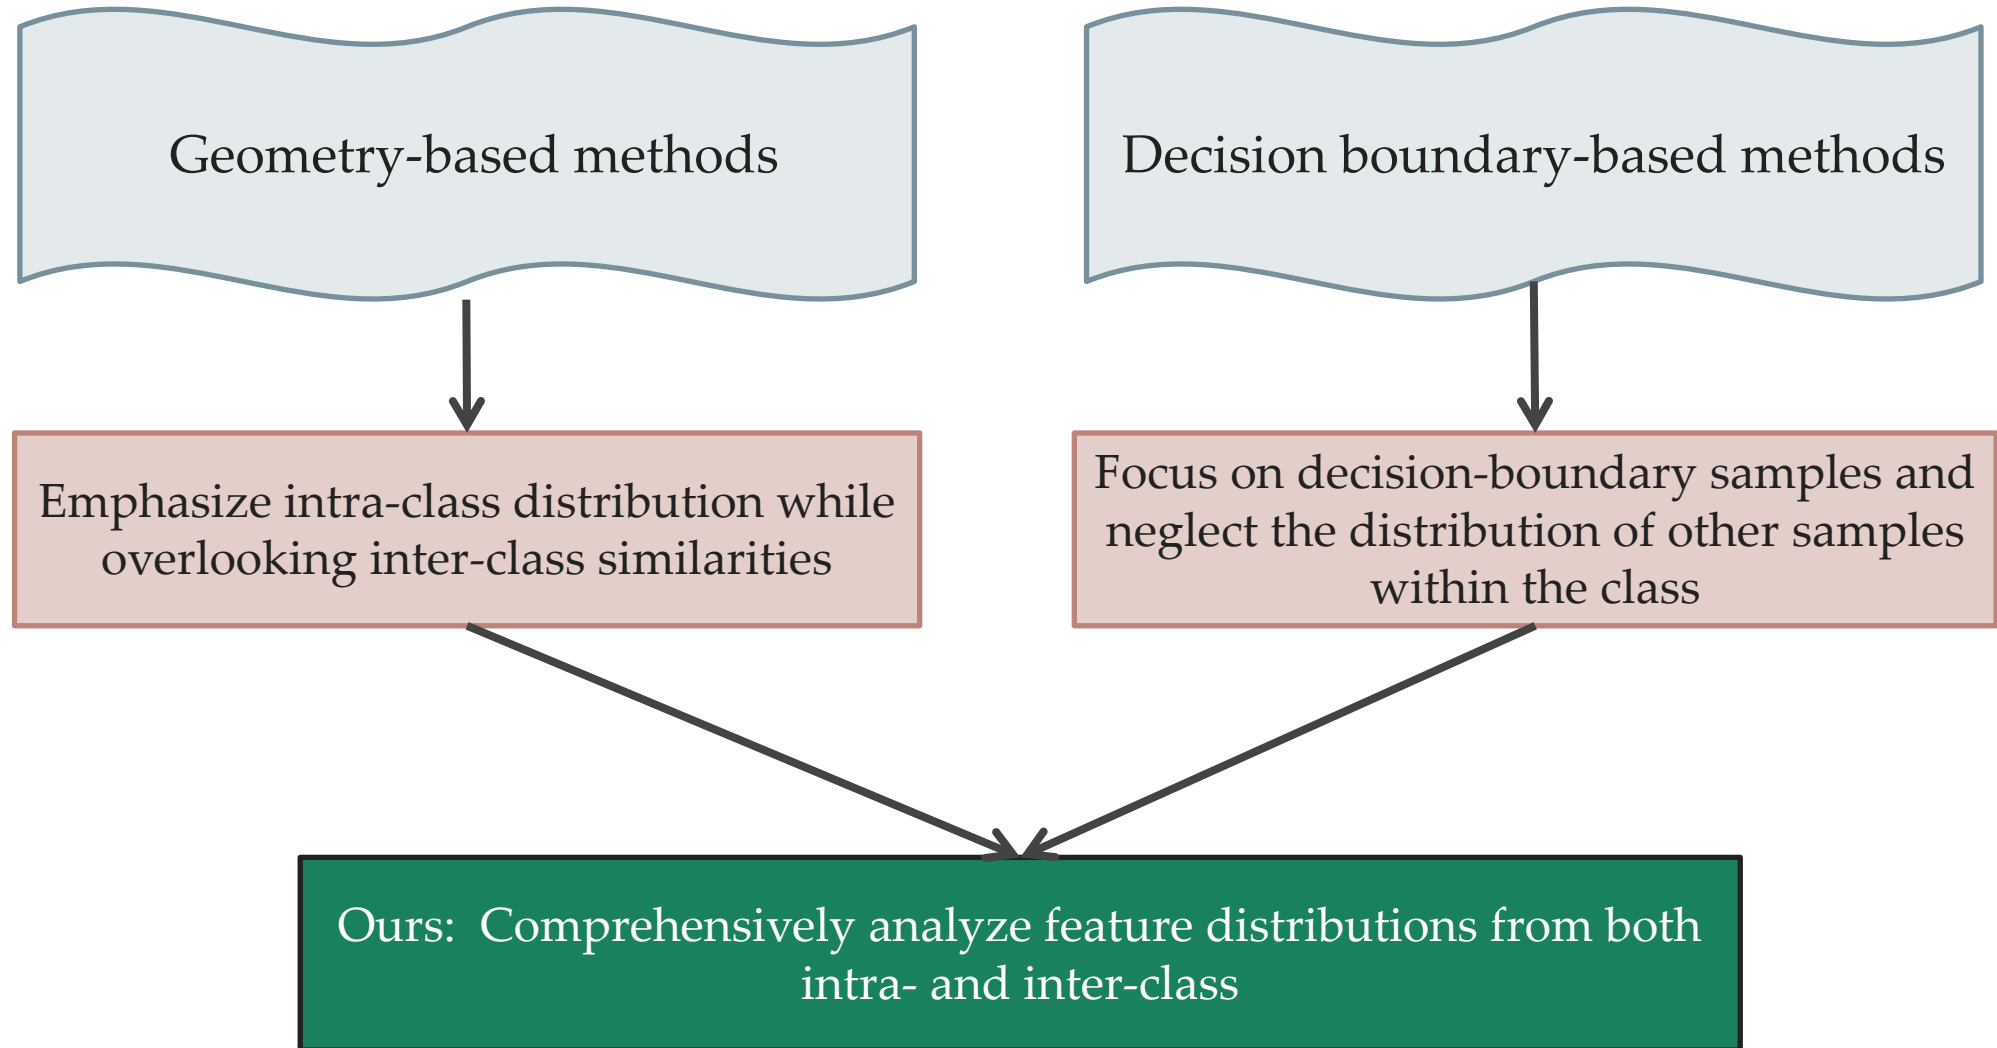 Geometry-based methods
Decision boundary-based methods
Emphasize intra-class distribution while
overlooking inter-class similarities
Focus on decision-boundary samples and
neglect the distribution of other samples
within the class
Ours:  Comprehensively analyze feature distributions from both
intra- and inter-class